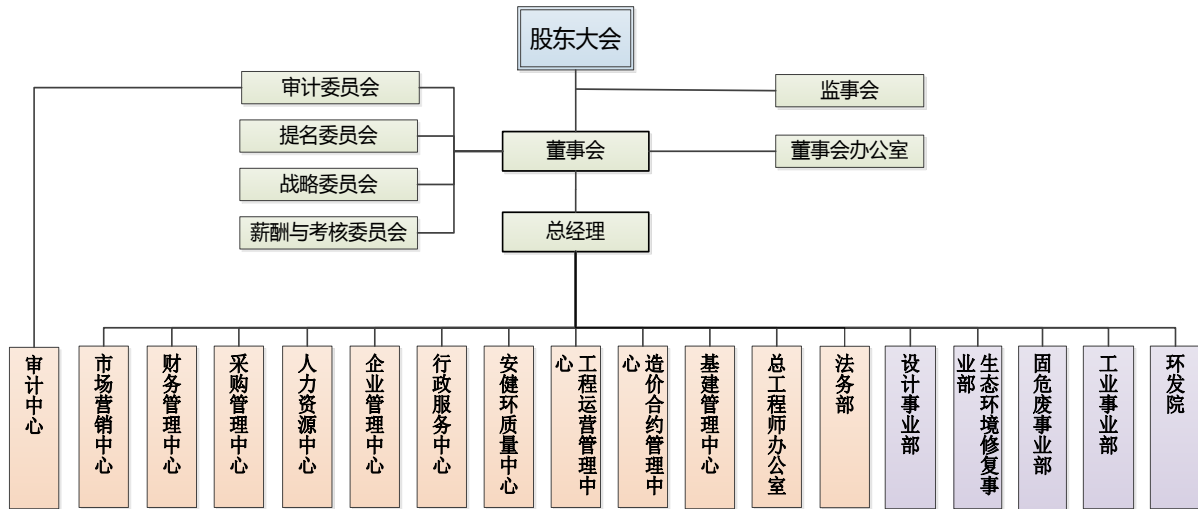 股东大会
审计委员会
监事会
提名委员会
董事会
董事会办公室
战略委员会
薪酬与考核委员会
总经理
审计中心
市场营销中心
财务管理中心
采购管理中心
人力资源中心
企业管理中心
行政服务中心
安健环质量中心
工程运营管理中
心
造价合约管理中
心
基建管理中心
总工程师办公室
法务部
设计事业部
生态环境修复事
业部
固危废事业部
工业事业部
环发院